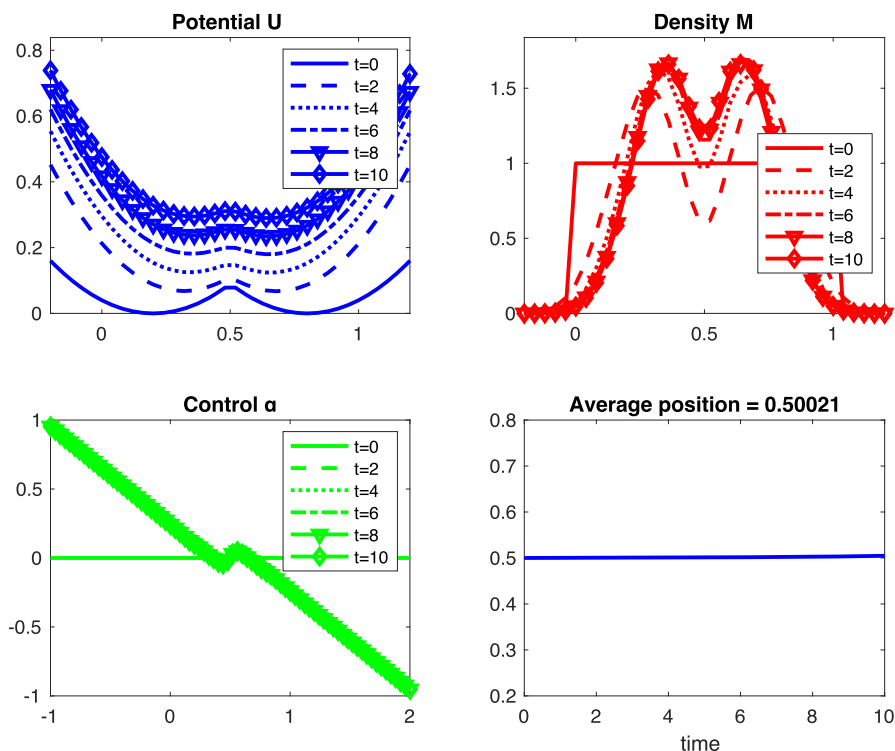 Potential U
0.8
0.6
0.4
0.2
0
0
0.5
1
t=0
t=2
t=4
t=6
t=8
t=10
Density M
1.5
1
0.5
0
0
0.5
1
t=0
t=2
t=4
t=6
t=8
t=10
Control α
1
0.5
0
-0.5
-1
-1
0
1
2
t=0
t=2
t=4
t=6
t=8
t=10
Average position = 0.50021
0.8
0.7
0.6
0.5
0.4
0.3
0.2
0
2
4
6
8
10
time